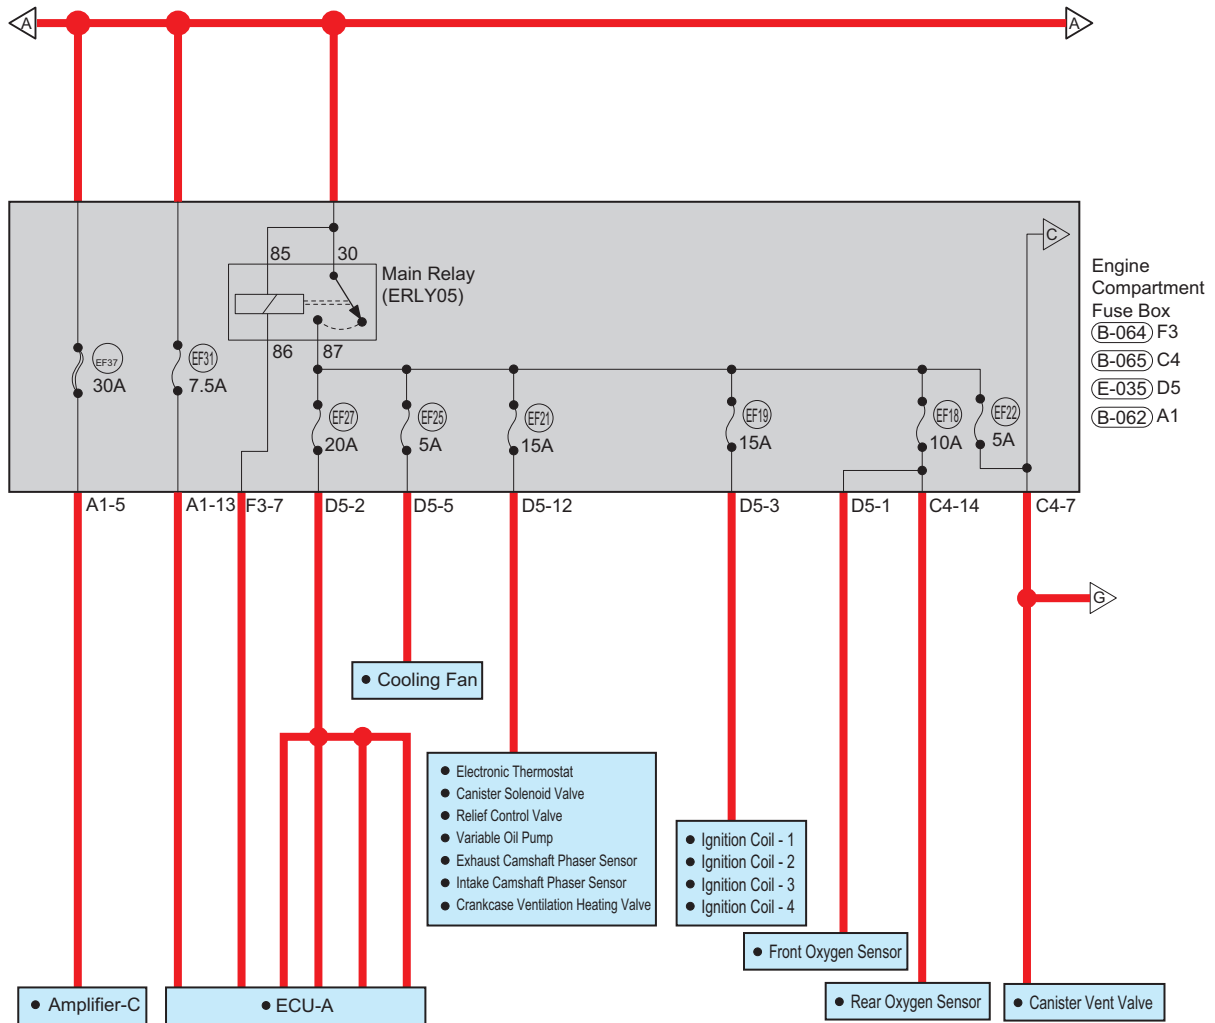 A
A
C
85
30
Main Relay
(ERLY05)
86
87
Engine
Compartment
Fuse Box
B-064 F3
B-065 C4
E-035 D5
B-062 A1
EF37
30A
EF31
7.5A
EF27
20A
EF25
5A
EF21
15A
EF19
15A
EF18
10A
EF22
5A
A1-5
A1-13
F3-7
D5-2
D5-5
D5-12
D5-3
D5-1
C4-14
C4-7
G
• Cooling Fan
• Electronic Thermostat
• Canister Solenoid Valve
• Relief Control Valve
• Variable Oil Pump
• Exhaust Camshaft Phaser Sensor
• Intake Camshaft Phaser Sensor
• Crankcase Ventilation Heating Valve
• Ignition Coil - 1
• Ignition Coil - 2
• Ignition Coil - 3
• Ignition Coil - 4
• Front Oxygen Sensor
• Amplifier-C
• ECU-A
• Rear Oxygen Sensor
• Canister Vent Valve